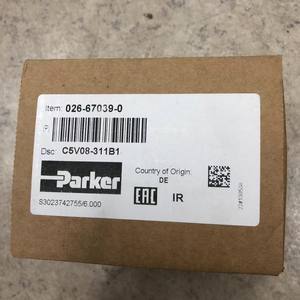 Item: 026-67039-0
(P)
Dsc: C5V08-311B1
Parker
Country of Origin:
DE
EAC IR
S3023742755/6.000